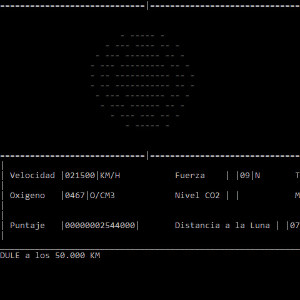 Velocidad |021500|KM/H Fuerza | |09|N T
Oxigeno |0467|O/CM3 Nivel CO2 | | M
Puntaje |00000002544000| Distancia a la Luna | |07
DULE a los 50.000 KM